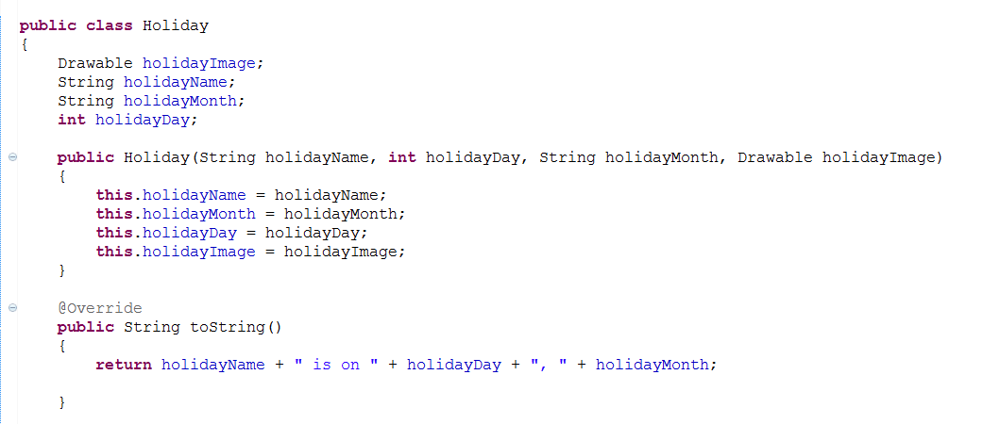 public class Holiday
{
    Drawable holidayImage;
    String holidayName;
    String holidayMonth;
    int holidayDay;
    public Holiday(String holidayName, int holidayDay, String holidayMonth, Drawable holidayImage)
    {
        this.holidayName = holidayName;
        this.holidayMonth = holidayMonth;
        this.holidayDay = holidayDay;
        this.holidayImage = holidayImage;
    }
    @Override
    public String toString()
    {
        return holidayName + " is on " + holidayDay + ", " + holidayMonth;
    }